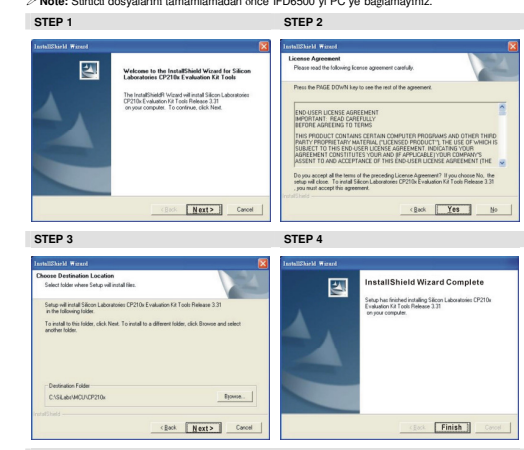 Note: Sürücü dosyalarını tamamlamadan önce IFD6500'yi PC'ye bağlamayınız.
STEP 1
STEP 2
InstallShield Wizard
Welcome to the InstallShield Wizard for Silicon
Laboratories CP210x Evaluation Kit Tools
The InstallShieldR Wizard will install Silicon Laboratories
CP210x Evaluation Kit Tools Release 3.31
on your computer. To continue, click Next.
< Back
Next >
Cancel
InstallShield Wizard
License Agreement
Please read the following license agreement carefully.
Press the PAGE DOWN key to see the rest of the agreement.
END-USER LICENSE AGREEMENT
IMPORTANT: READ CAREFULLY
BEFORE AGREEING TO TERMS
THIS PRODUCT CONTAINS CERTAIN COMPUTER PROGRAMS AND OTHER THIRD
PARTY PROPRIETARY MATERIAL ("LICENSED PRODUCT"), THE USE OF WHICH IS
SUBJECT TO THIS END-USER LICENSE AGREEMENT. INDICATING YOUR
AGREEMENT CONSTITUTES YOUR AND (IF APPLICABLE) YOUR COMPANY'S
ASSENT TO AND ACCEPTANCE OF THIS END-USER LICENSE AGREEMENT (THE
Do you accept all the terms of the preceding License Agreement? If you choose No, the
setup will close. To install Silicon Laboratories CP210x Evaluation Kit Tools Release 3.31
, you must accept this agreement.
InstallShield
< Back
Yes
No
STEP 3
STEP 4
InstallShield Wizard
Choose Destination Location
Select folder where Setup will install files.
Setup will install Silicon Laboratories CP210x Evaluation Kit Tools Release 3.31
in the following folder.
To install to this folder, click Next. To install to a different folder, click Browse and select
another folder.
Destination Folder
C:\SiLabs\MCU\CP210x
Browse...
InstallShield
< Back
Next >
Cancel
InstallShield Wizard
InstallShield Wizard Complete
Setup has finished installing Silicon Laboratories CP210x
Evaluation Kit Tools Release 3.31
on your computer.
< Back
Finish
Cancel